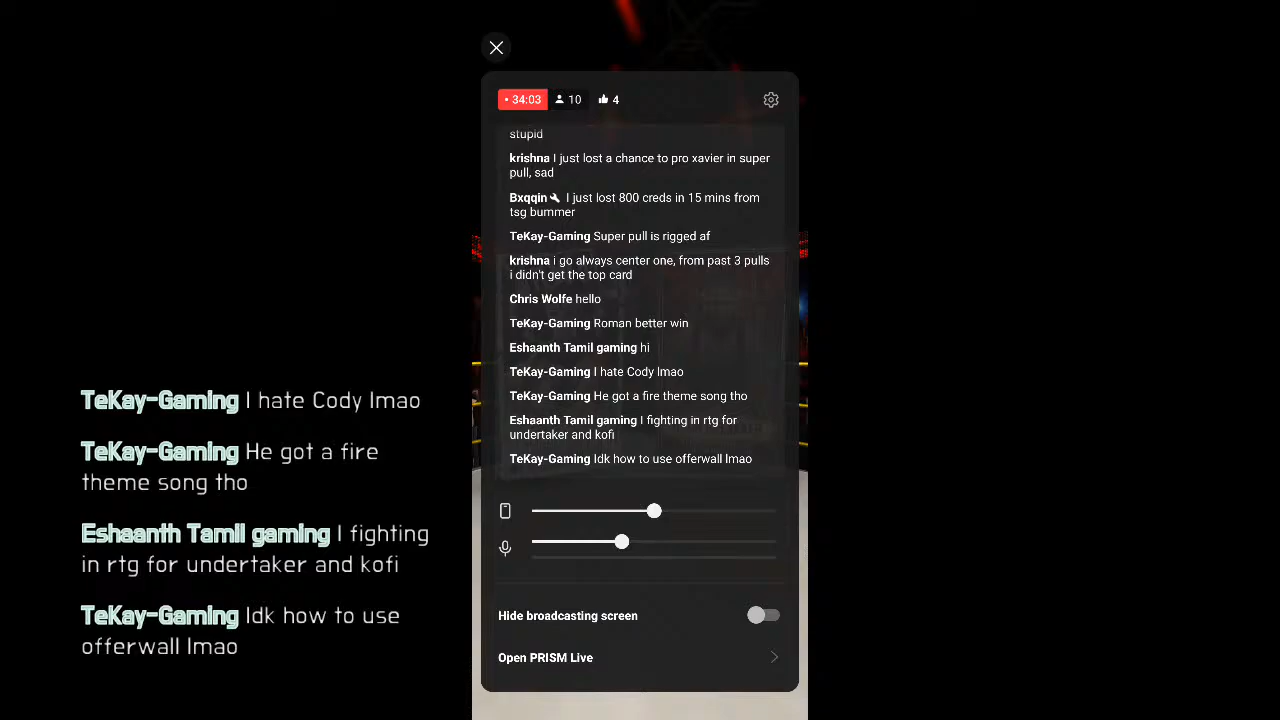 34:03 10 4
stupid
krishna I just lost a chance to pro xavier in super
pull, sad
Bxqqin I just lost 800 creds in 15 mins from
tsg bummer
TeKay-Gaming Super pull is rigged af
krishna i go always center one, from past 3 pulls
i didn't get the top card
Chris Wolfe hello
TeKay-Gaming Roman better win
Eshaanth Tamil gaming hi
TeKay-Gaming I hate Cody lmao
TeKay-Gaming He got a fire theme song tho
Eshaanth Tamil gaming I fighting in rtg for
undertaker and kofi
TeKay-Gaming Idk how to use offerwall lmao
Hide broadcasting screen
Open PRISM Live
TeKay-Gaming I hate Cody lmao
TeKay-Gaming He got a fire
theme song tho
Eshaanth Tamil gaming I fighting
in rtg for undertaker and kofi
TeKay-Gaming Idk how to use
offerwall lmao